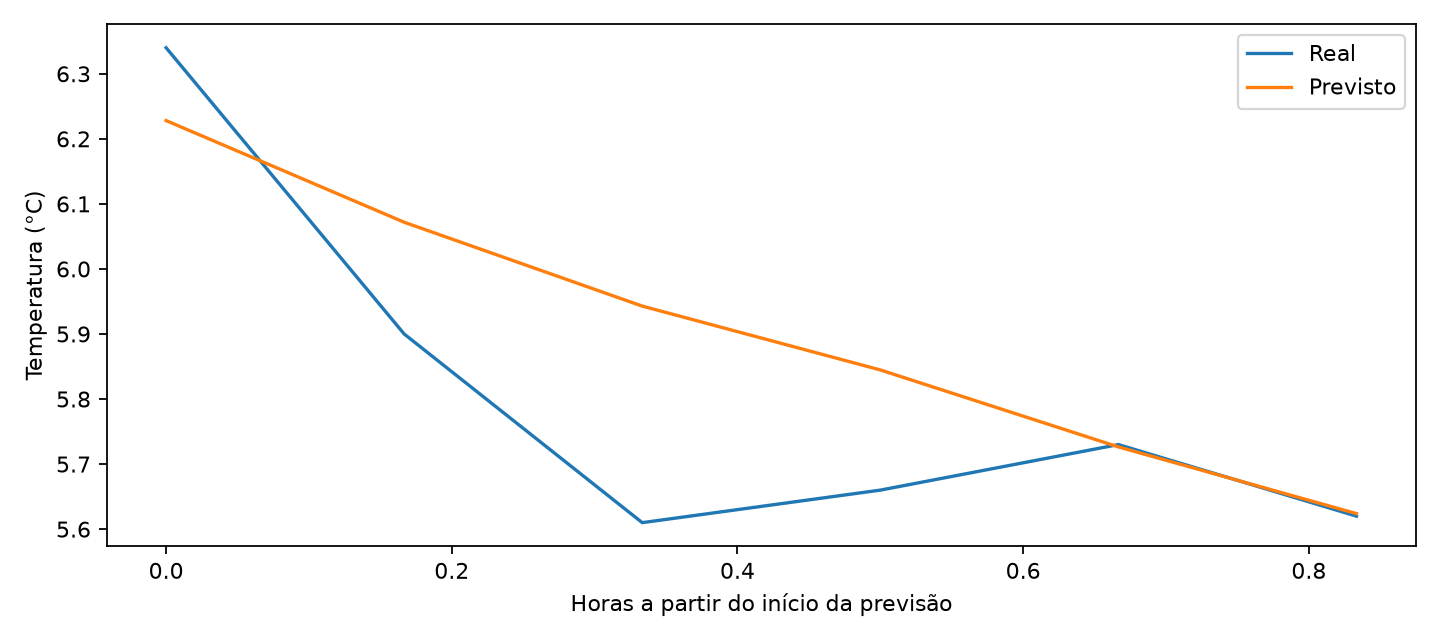 Real
Previsto
Temperatura (°C)
6.3
6.2
6.1
6.0
5.9
5.8
5.7
5.6
0.0 0.2 0.4 0.6 0.8
Horas a partir do início da previsão